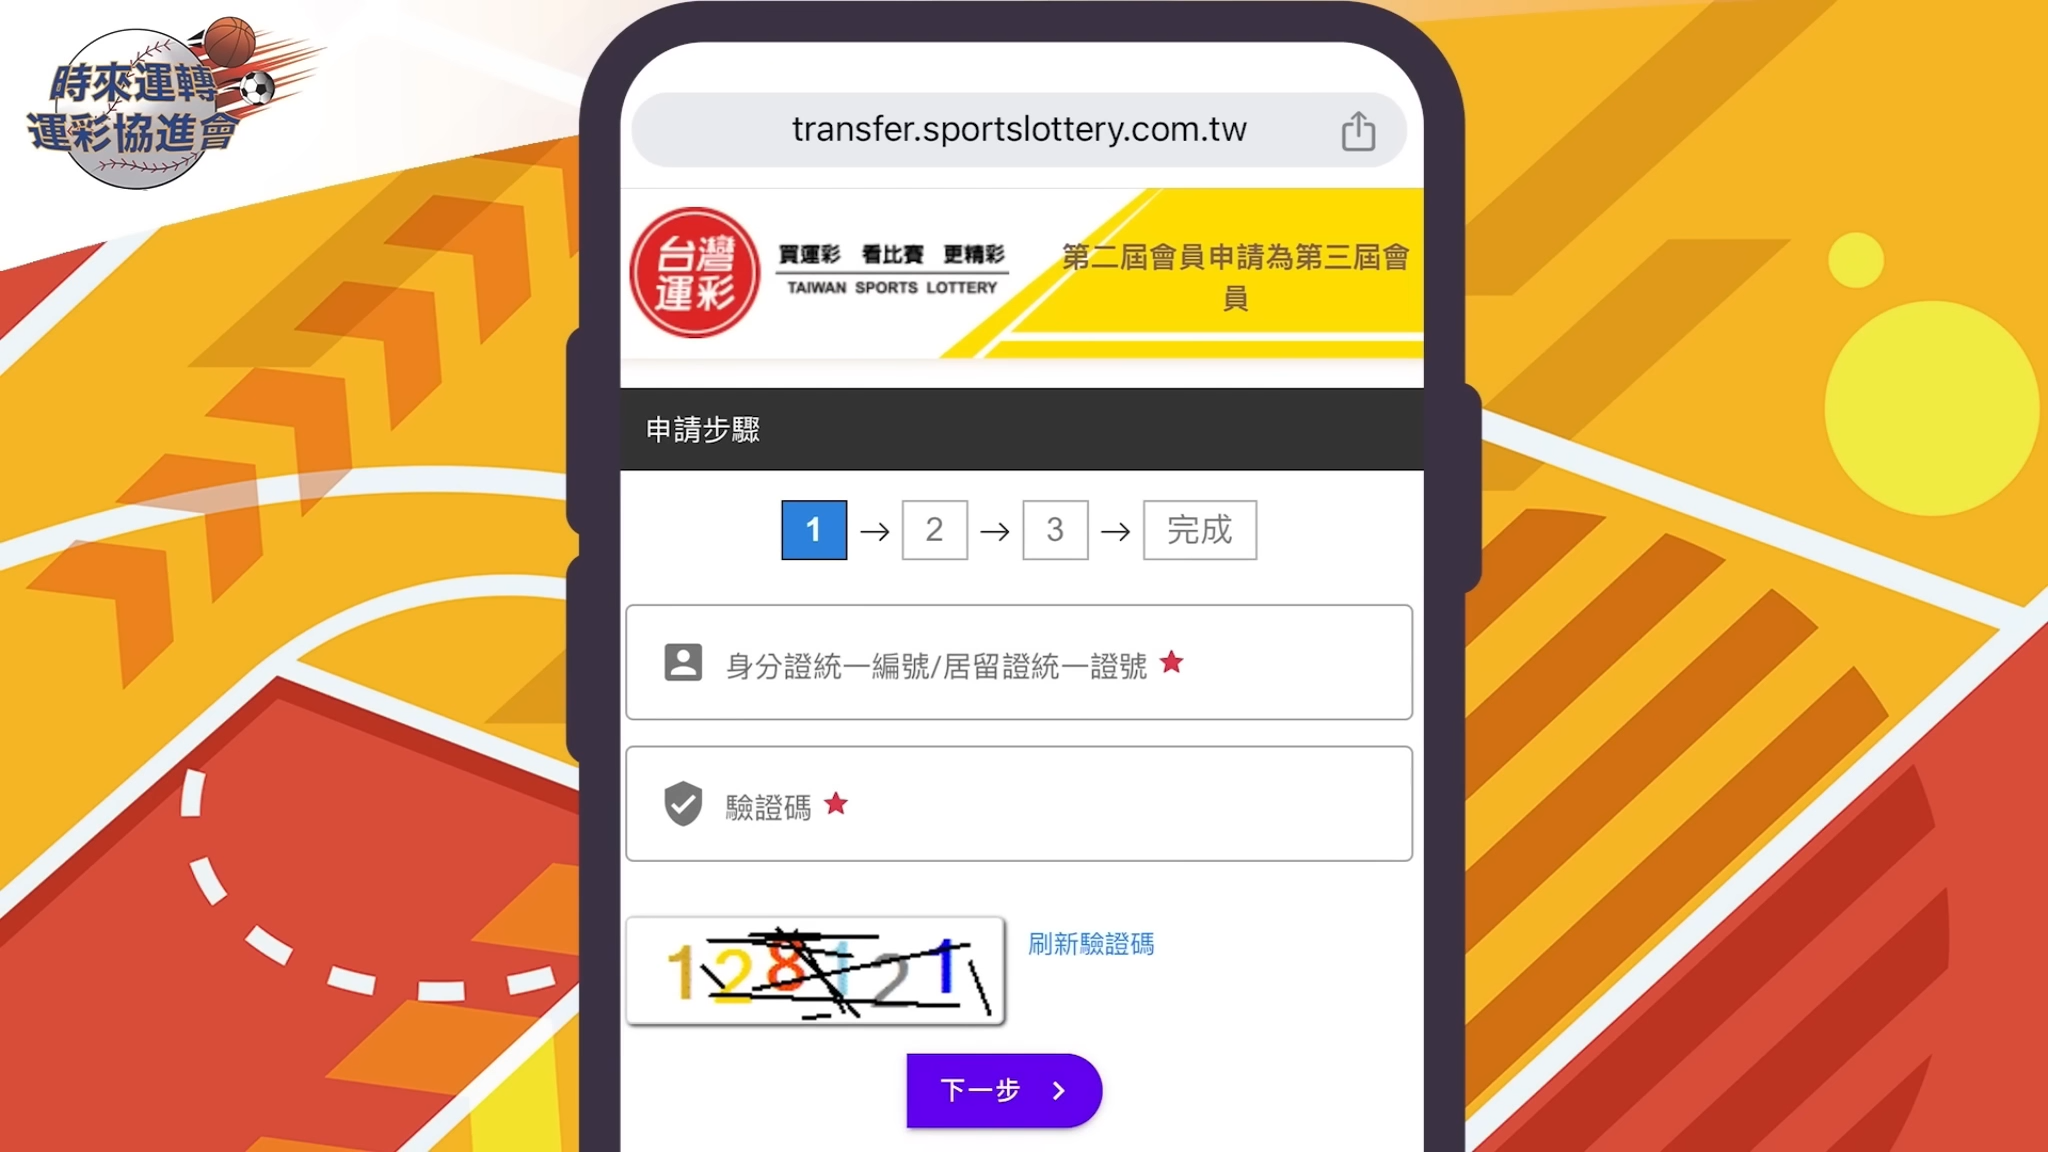 時來運轉
運彩協進會
transfer.sportslottery.com.tw
台灣
運彩
買運彩 看比賽 更精彩
TAIWAN SPORTS LOTTERY
第二屆會員申請為第三屆會
員
申請步驟
1 → 2 → 3 → 完成
身分證統一編號/居留證統一證號 ★
驗證碼 ★
128121
刷新驗證碼
下一步 >